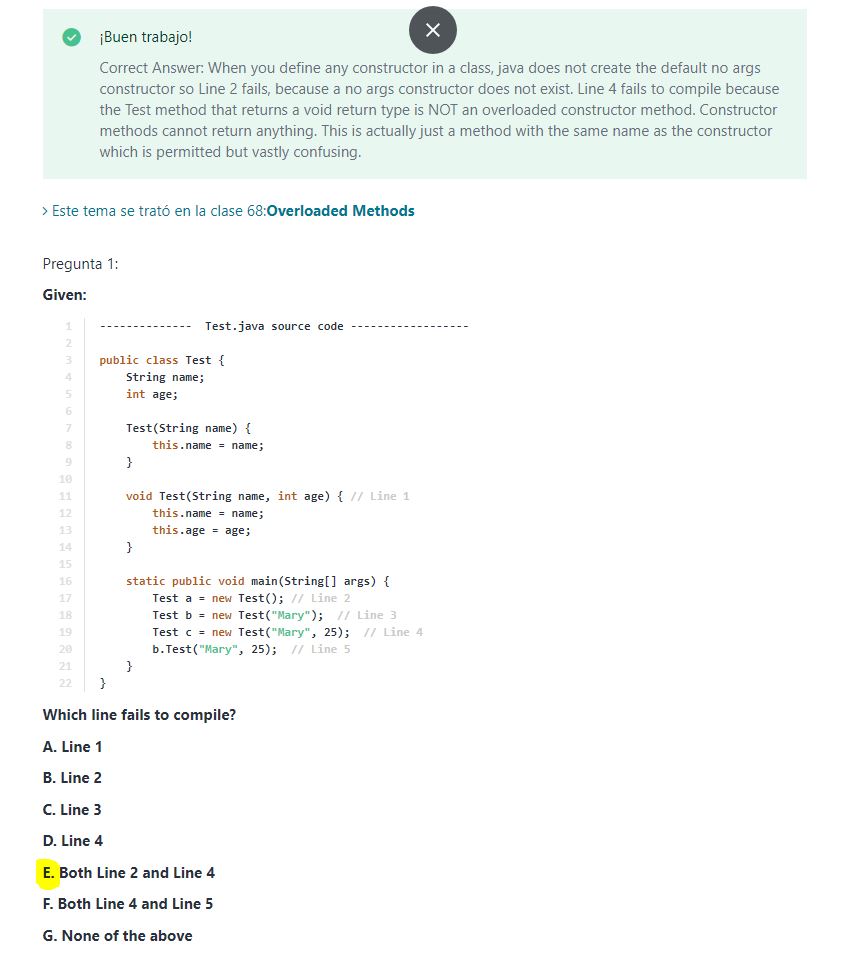 ¡Buen trabajo!
Correct Answer: When you define any constructor in a class, java does not create the default no args
constructor so Line 2 fails, because a no args constructor does not exist. Line 4 fails to compile because
the Test method that returns a void return type is NOT an overloaded constructor method. Constructor
methods cannot return anything. This is actually just a method with the same name as the constructor
which is permitted but vastly confusing.
> Este tema se trató en la clase 68:Overloaded Methods
Pregunta 1:
Given:
1 -------------- Test.java source code ------------------
2
3 public class Test {
4 String name;
5 int age;
6
7 Test(String name) {
8 this.name = name;
9 }
10
11 void Test(String name, int age) { // Line 1
12 this.name = name;
13 this.age = age;
14 }
15
16 static public void main(String[] args) {
17 Test a = new Test(); // Line 2
18 Test b = new Test("Mary"); // Line 3
19 Test c = new Test("Mary", 25); // Line 4
20 b.Test("Mary", 25); // Line 5
21 }
22 }
Which line fails to compile?
A. Line 1
B. Line 2
C. Line 3
D. Line 4
E. Both Line 2 and Line 4
F. Both Line 4 and Line 5
G. None of the above